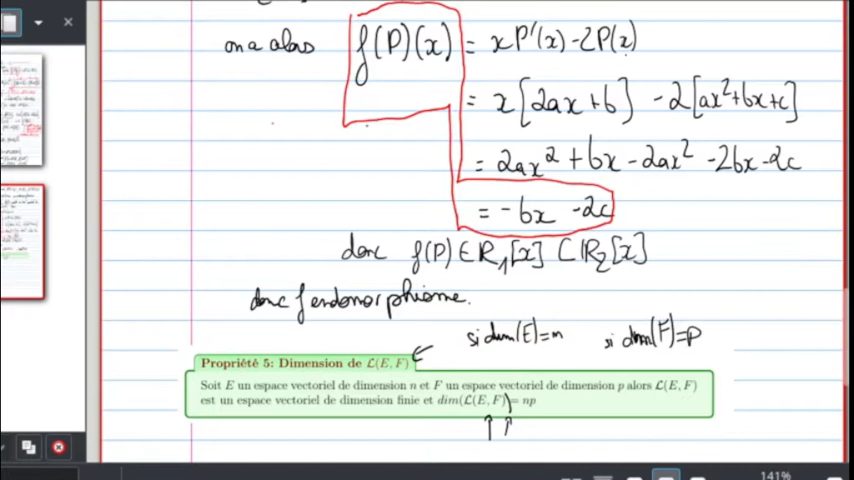 on a alors f(P)(x) = xP'(x) - 2P(x)
= x[2ax + b] - 2[ax²+bx+c]
= 2ax² + bx - 2ax² - 2bx - 2c
= - bx - 2c
donc f(P) ∈ ℝ₁[x] ⊂ ℝ₂[x]
donc f endomorphisme.
si dim(E)=n si dim(F)=p
Propriété 5: Dimension de ℒ(E, F)
Soit E un espace vectoriel de dimension n et F un espace vectoriel de dimension p alors ℒ(E, F)
est un espace vectoriel de dimension finie et dim(ℒ(E, F)) = np
141%